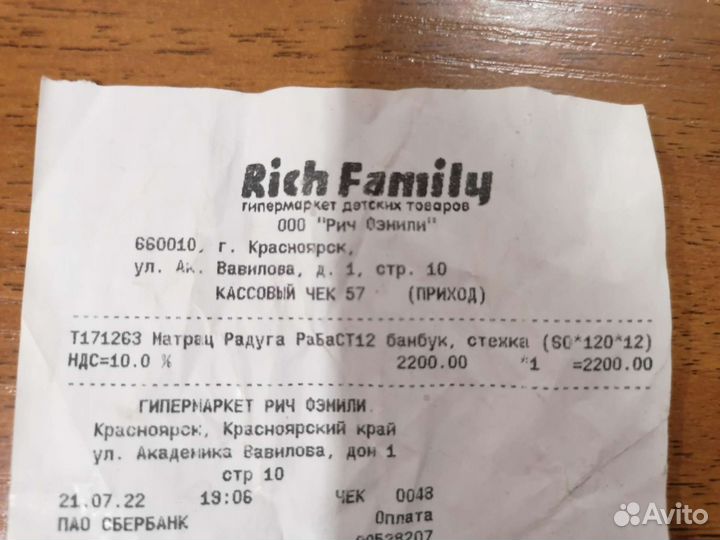 Rich Family
гипермаркет детских товаров
ООО "Рич Фэмили"
660010, г. Красноярск,
ул. Ак. Вавилова, д. 1, стр. 10
КАССОВЫЙ ЧЕК 57 (ПРИХОД)
Т171263 Матрац Радуга РаБаСТ12 бамбук, стежка (60*120*12)
НДС=10.0 % 2200.00 *1 =2200.00
ГИПЕРМАРКЕТ РИЧ ФЭМИЛИ
Красноярск, Красноярский край
ул. Академика Вавилова, дом 1
стр 10
21.07.22 19:06 ЧЕК 0048
ПАО СБЕРБАНК Оплата
00528207
Avito